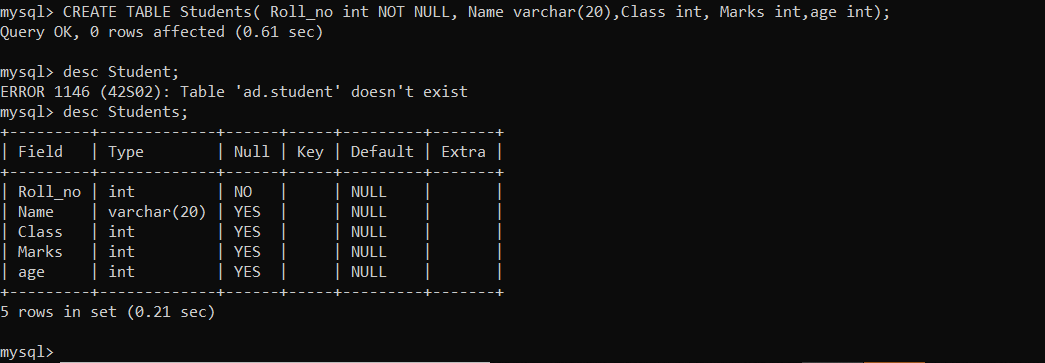 mysql> CREATE TABLE Students( Roll_no int NOT NULL, Name varchar(20),Class int, Marks int,age int);
Query OK, 0 rows affected (0.61 sec)
mysql> desc Student;
ERROR 1146 (42S02): Table 'ad.student' doesn't exist
mysql> desc Students;
+---------+-------------+------+-----+---------+-------+
| Field   | Type        | Null | Key | Default | Extra |
+---------+-------------+------+-----+---------+-------+
| Roll_no | int         | NO   |     | NULL    |       |
| Name    | varchar(20) | YES  |     | NULL    |       |
| Class   | int         | YES  |     | NULL    |       |
| Marks   | int         | YES  |     | NULL    |       |
| age     | int         | YES  |     | NULL    |       |
+---------+-------------+------+-----+---------+-------+
5 rows in set (0.21 sec)
mysql>